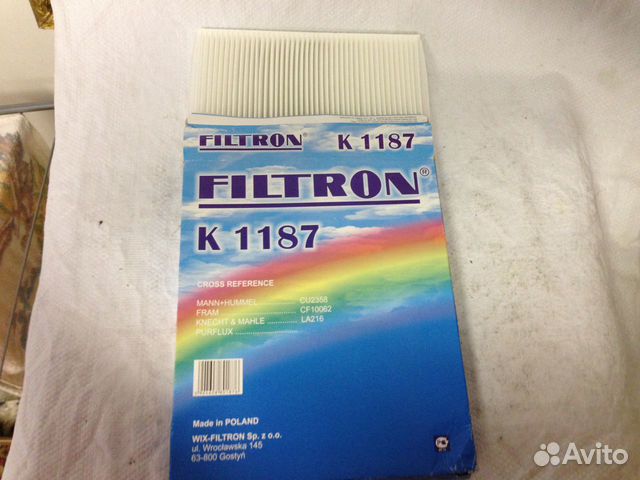 FILTRON® K 1187
FILTRON®
K 1187
CROSS REFERENCE
MANN+HUMMEL ............... CU2358
FRAM ............................... CF10062
KNECHT & MAHLE ............ LA216
PURFLUX ..........................
Made in POLAND
WIX-FILTRON Sp. z o.o.
ul. Wrocławska 145
63-800 Gostyń
Avito